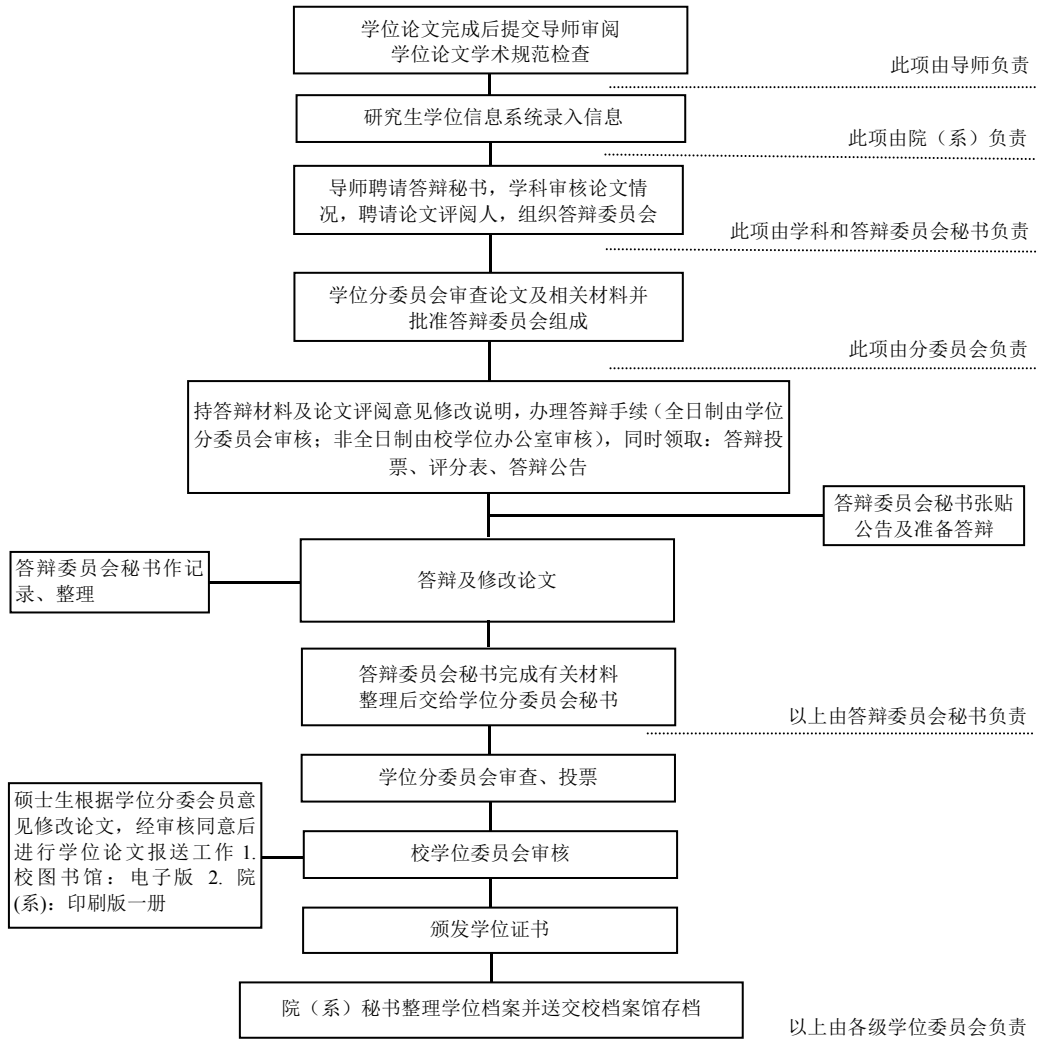 学位论文完成后提交导师审阅
学位论文学术规范检查
此项由导师负责
研究生学位信息系统录入信息
此项由院（系）负责
导师聘请答辩秘书，学科审核论文情
况，聘请论文评阅人，组织答辩委员会
此项由学科和答辩委员会秘书负责
学位分委员会审查论文及相关材料并
批准答辩委员会组成
此项由分委员会负责
持答辩材料及论文评阅意见修改说明，办理答辩手续（全日制由学位
分委员会审核；非全日制由校学位办公室审核），同时领取：答辩投
票、评分表、答辩公告
答辩委员会秘书张贴
公告及准备答辩
答辩委员会秘书作记
录、整理
答辩及修改论文
答辩委员会秘书完成有关材料
整理后交给学位分委员会秘书
以上由答辩委员会秘书负责
学位分委员会审查、投票
硕士生根据学位分委会员意
见修改论文，经审核同意后
进行学位论文报送工作 1.
校图书馆：电子版 2. 院
(系)：印刷版一册
校学位委员会审核
颁发学位证书
院（系）秘书整理学位档案并送交校档案馆存档
以上由各级学位委员会负责